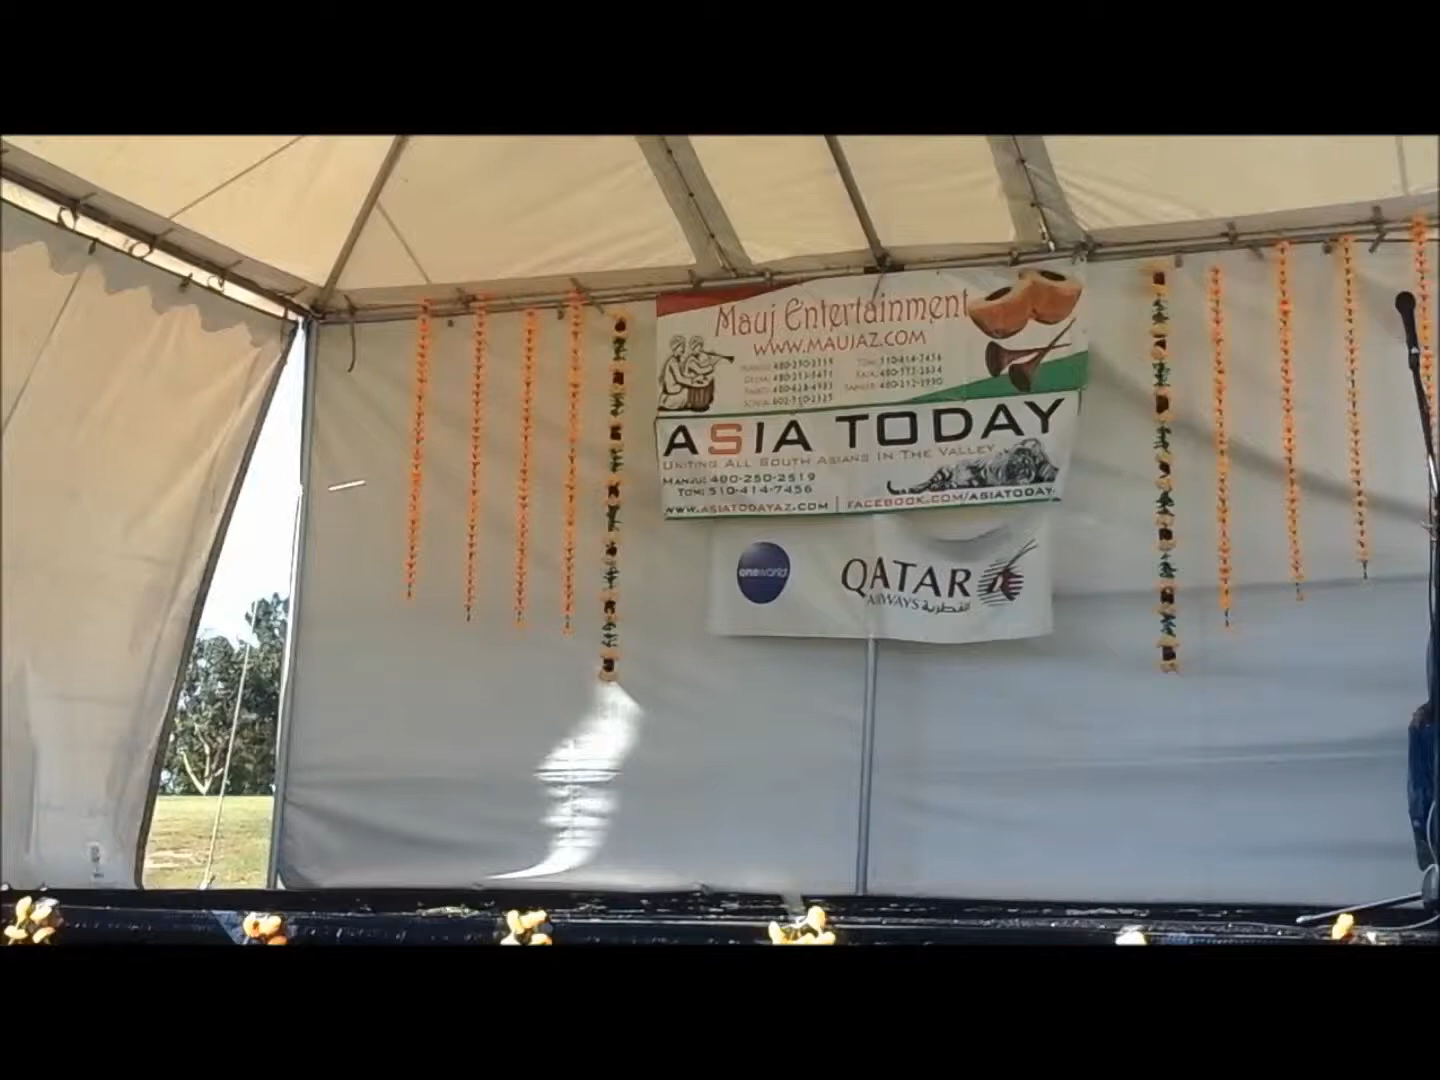 Mauj Entertainment
WWW.MAUJAZ.COM
ASIA TODAY
UNITING ALL SOUTH ASIANS IN THE VALLEY
MANJU: 480-250-2519
TOM: 510-414-7456
WWW.ASIATODAYAZ.COM | FACEBOOK.COM/ASIATODAY
oneworld
QATAR
AIRWAYS القطرية